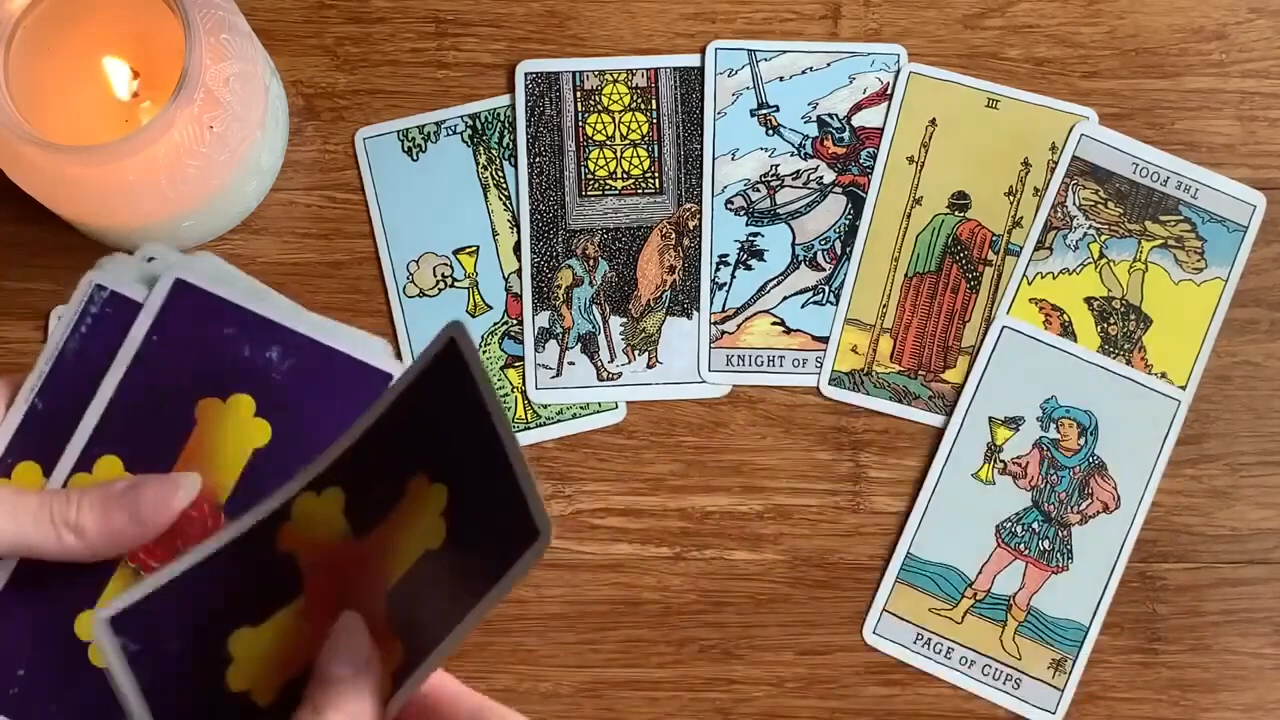 IV
KNIGHT OF S
III
THE FOOL
PAGE OF CUPS